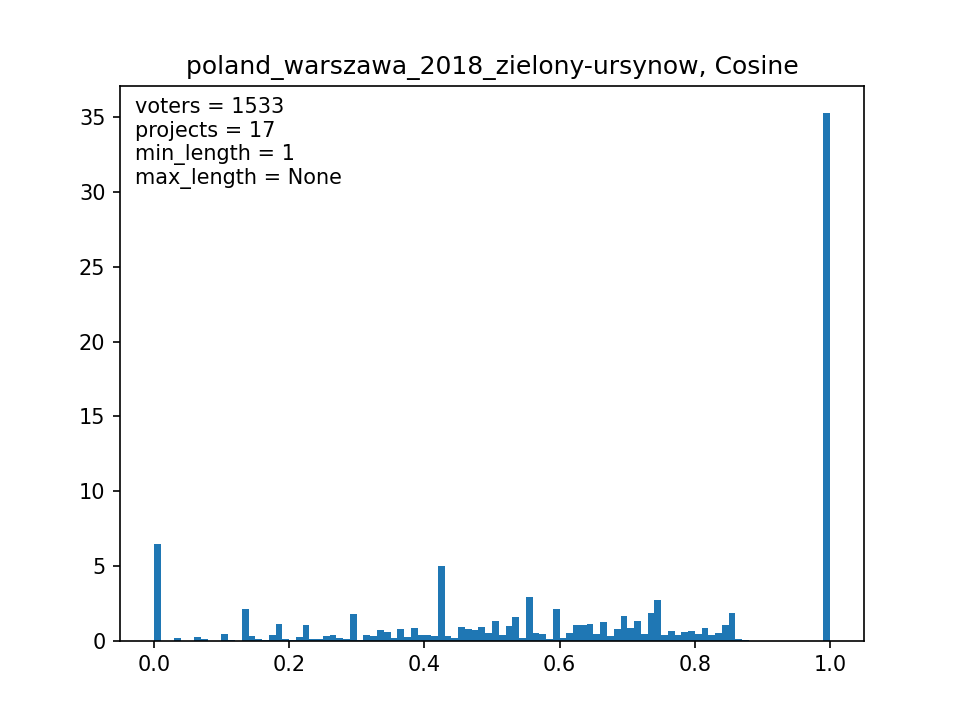 poland_warszawa_2018_zielony-ursynow, Cosine
voters = 1533
projects = 17
min_length = 1
max_length = None
35
30
25
20
15
10
5
0
0.0 0.2 0.4 0.6 0.8 1.0